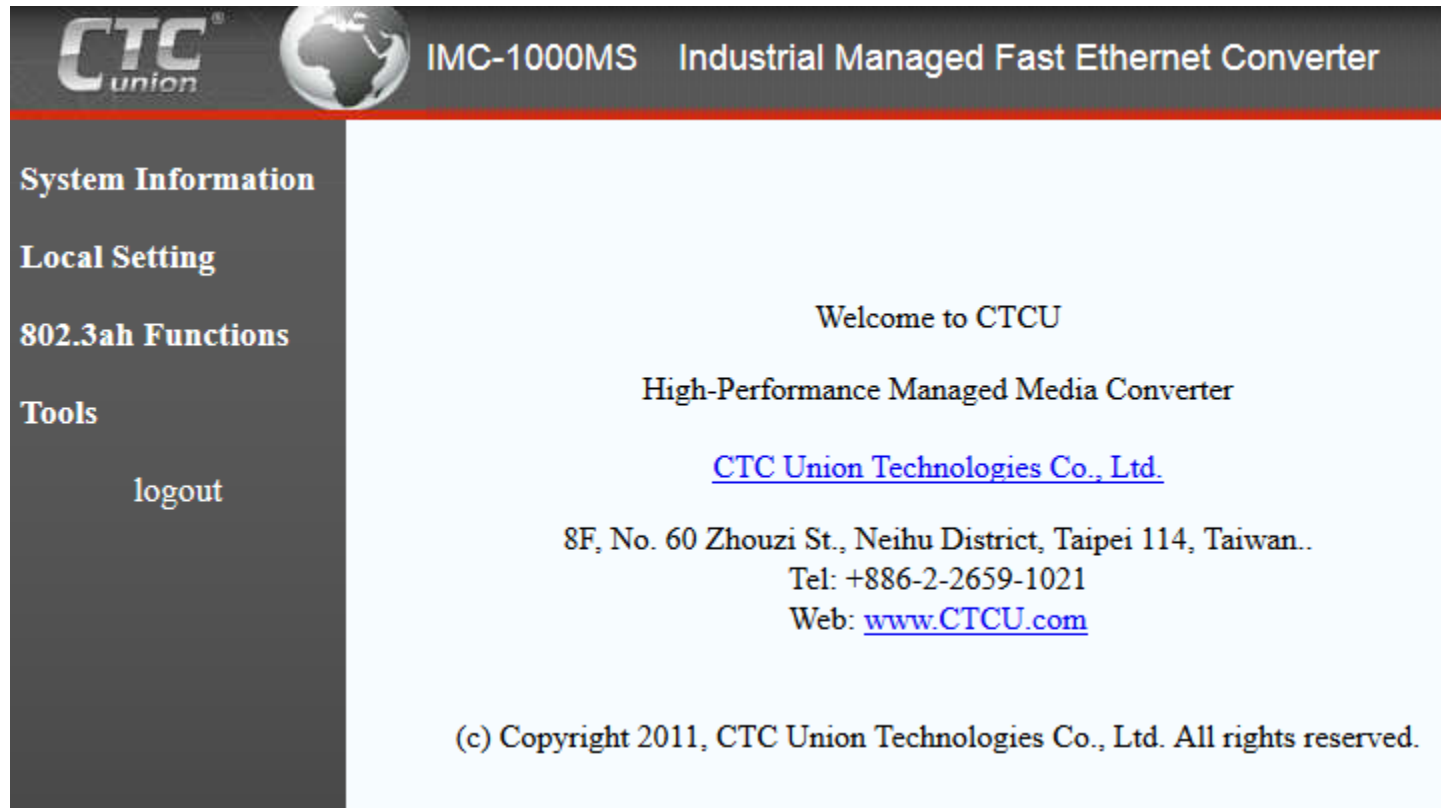 CTC®
union
IMC-1000MS Industrial Managed Fast Ethernet Converter
System Information
Local Setting
802.3ah Functions
Tools
logout
Welcome to CTCU
High-Performance Managed Media Converter
CTC Union Technologies Co., Ltd.
8F, No. 60 Zhouzi St., Neihu District, Taipei 114, Taiwan..
Tel: +886-2-2659-1021
Web: www.CTCU.com
(c) Copyright 2011, CTC Union Technologies Co., Ltd. All rights reserved.